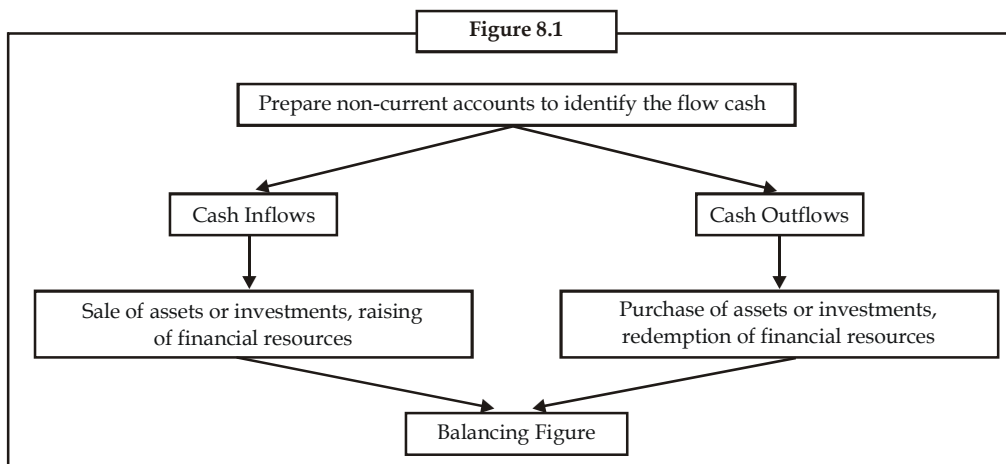 Figure 8.1
Prepare non-current accounts to identify the flow cash
Cash Inflows
Cash Outflows
Sale of assets or investments, raising
of financial resources
Purchase of assets or investments,
redemption of financial resources
Balancing Figure